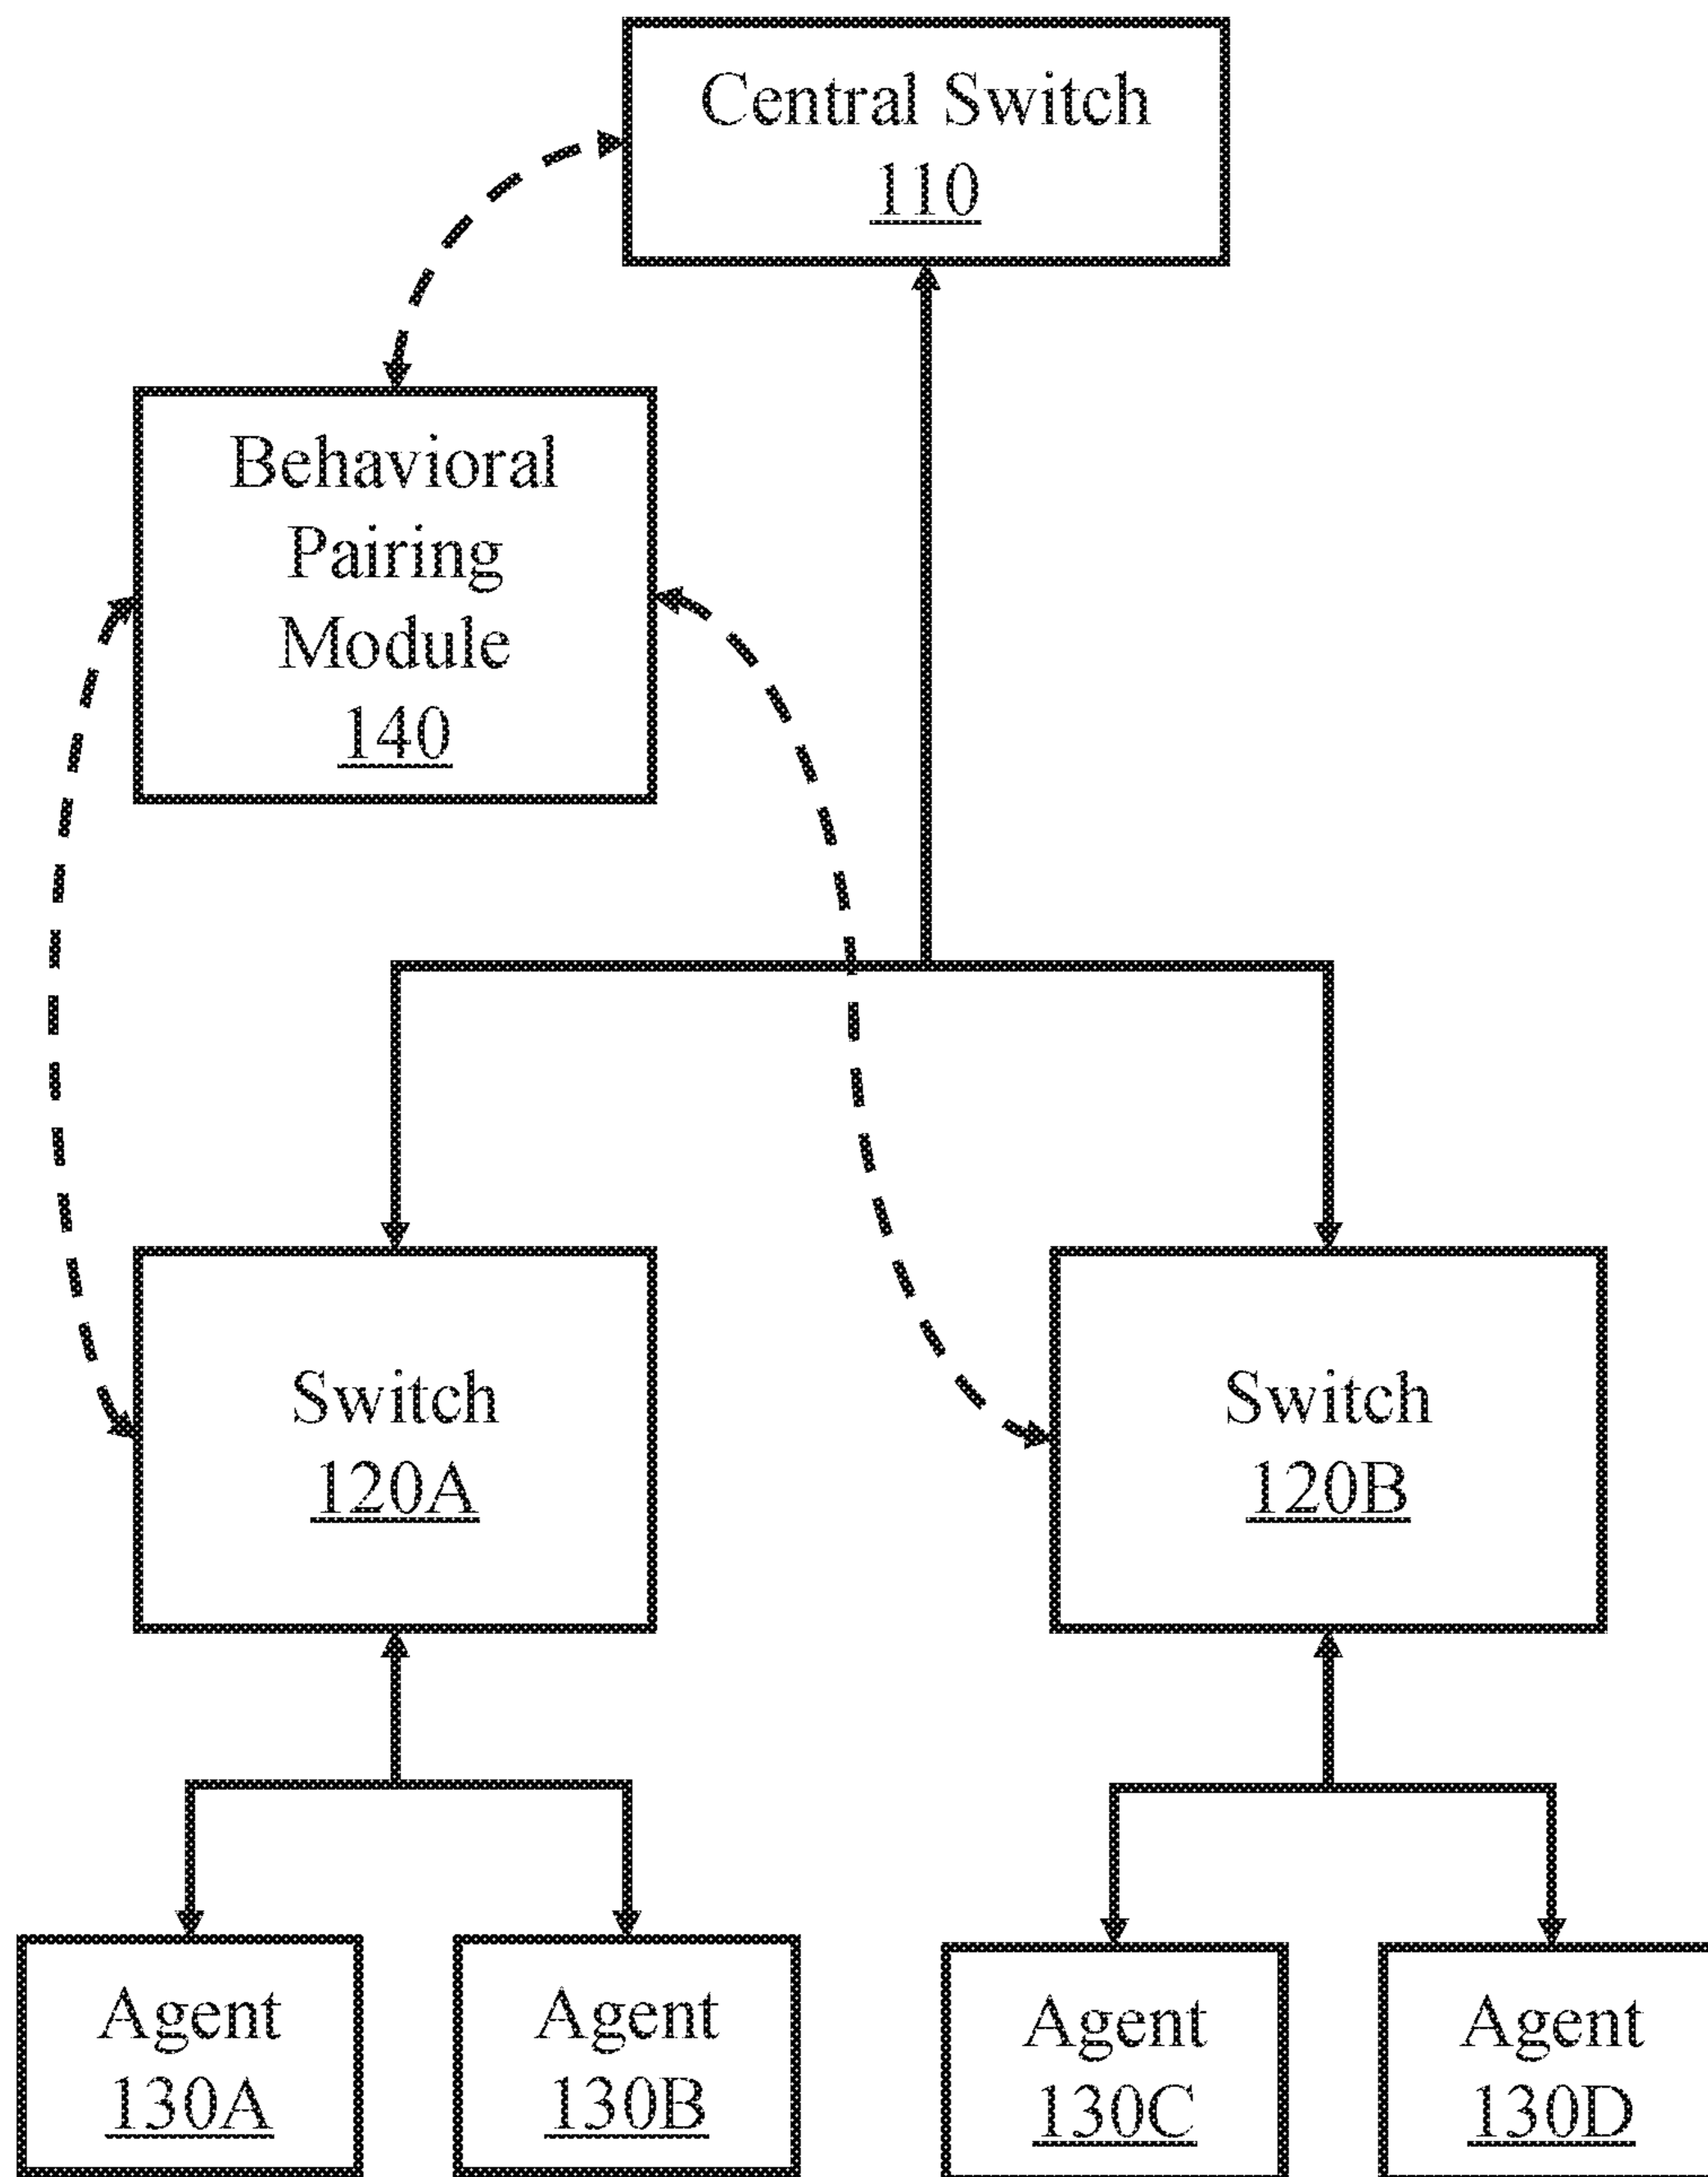 Central Switch
110
Behavioral
Pairing
Module
140
Switch
120A
Switch
120B
Agent
130A
Agent
130B
Agent
130C
Agent
130D